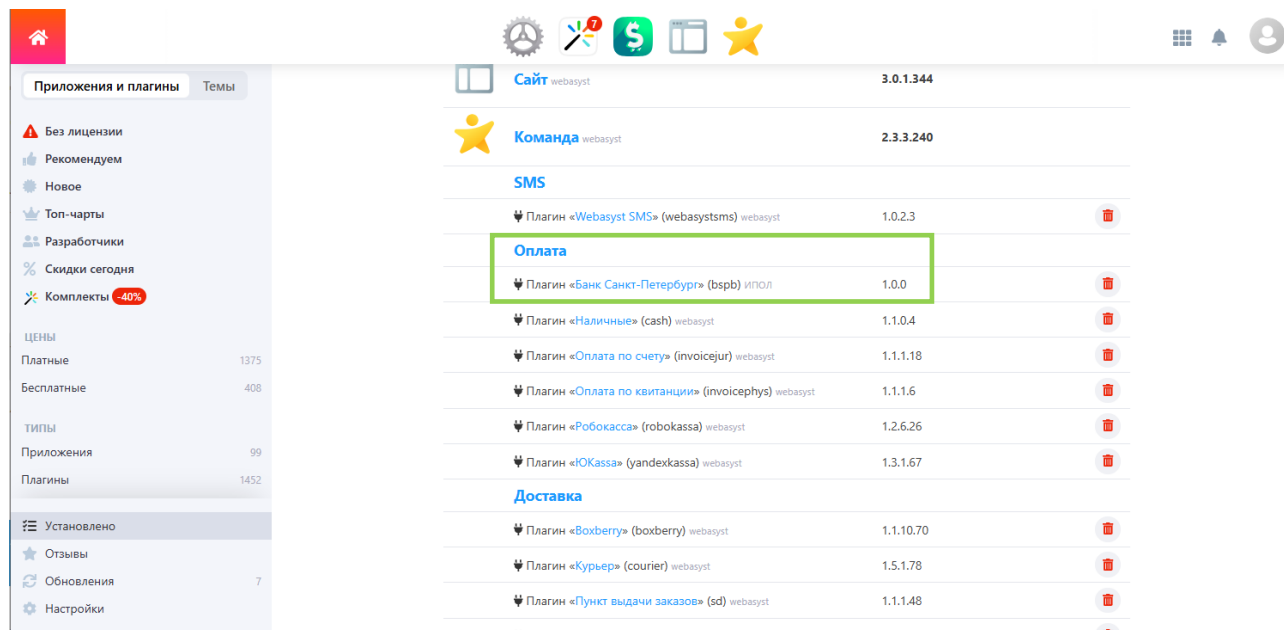 7
Приложения и плагины Темы
Без лицензии
Рекомендуем
Новое
Топ-чарты
Разработчики
Скидки сегодня
Комплекты -40%
ЦЕНЫ
Платные 1375
Бесплатные 408
ТИПЫ
Приложения 99
Плагины 1452
Установлено
Отзывы
Обновления 7
Настройки
Сайт webasyst 3.0.1.344
Команда webasyst 2.3.3.240
SMS
Плагин «Webasyst SMS» (webasystsms) webasyst 1.0.2.3
Оплата
Плагин «Банк Санкт-Петербург» (bspb) ИПОЛ 1.0.0
Плагин «Наличные» (cash) webasyst 1.1.0.4
Плагин «Оплата по счету» (invoicejur) webasyst 1.1.1.18
Плагин «Оплата по квитанции» (invoicephys) webasyst 1.1.1.6
Плагин «Робокасса» (robokassa) webasyst 1.2.6.26
Плагин «ЮKassa» (yandexkassa) webasyst 1.3.1.67
Доставка
Плагин «Boxberry» (boxberry) webasyst 1.1.10.70
Плагин «Курьер» (courier) webasyst 1.5.1.78
Плагин «Пункт выдачи заказов» (sd) webasyst 1.1.1.48